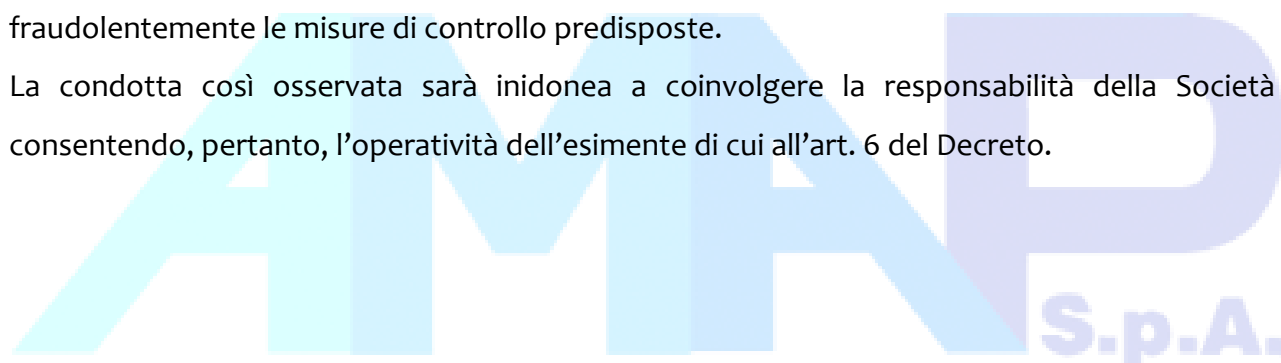 fraudolentemente le misure di controllo predisposte.
La condotta così osservata sarà inidonea a coinvolgere la responsabilità della Società
consentendo, pertanto, l’operatività dell’esimente di cui all’art. 6 del Decreto.
AMAP
S.p.A.